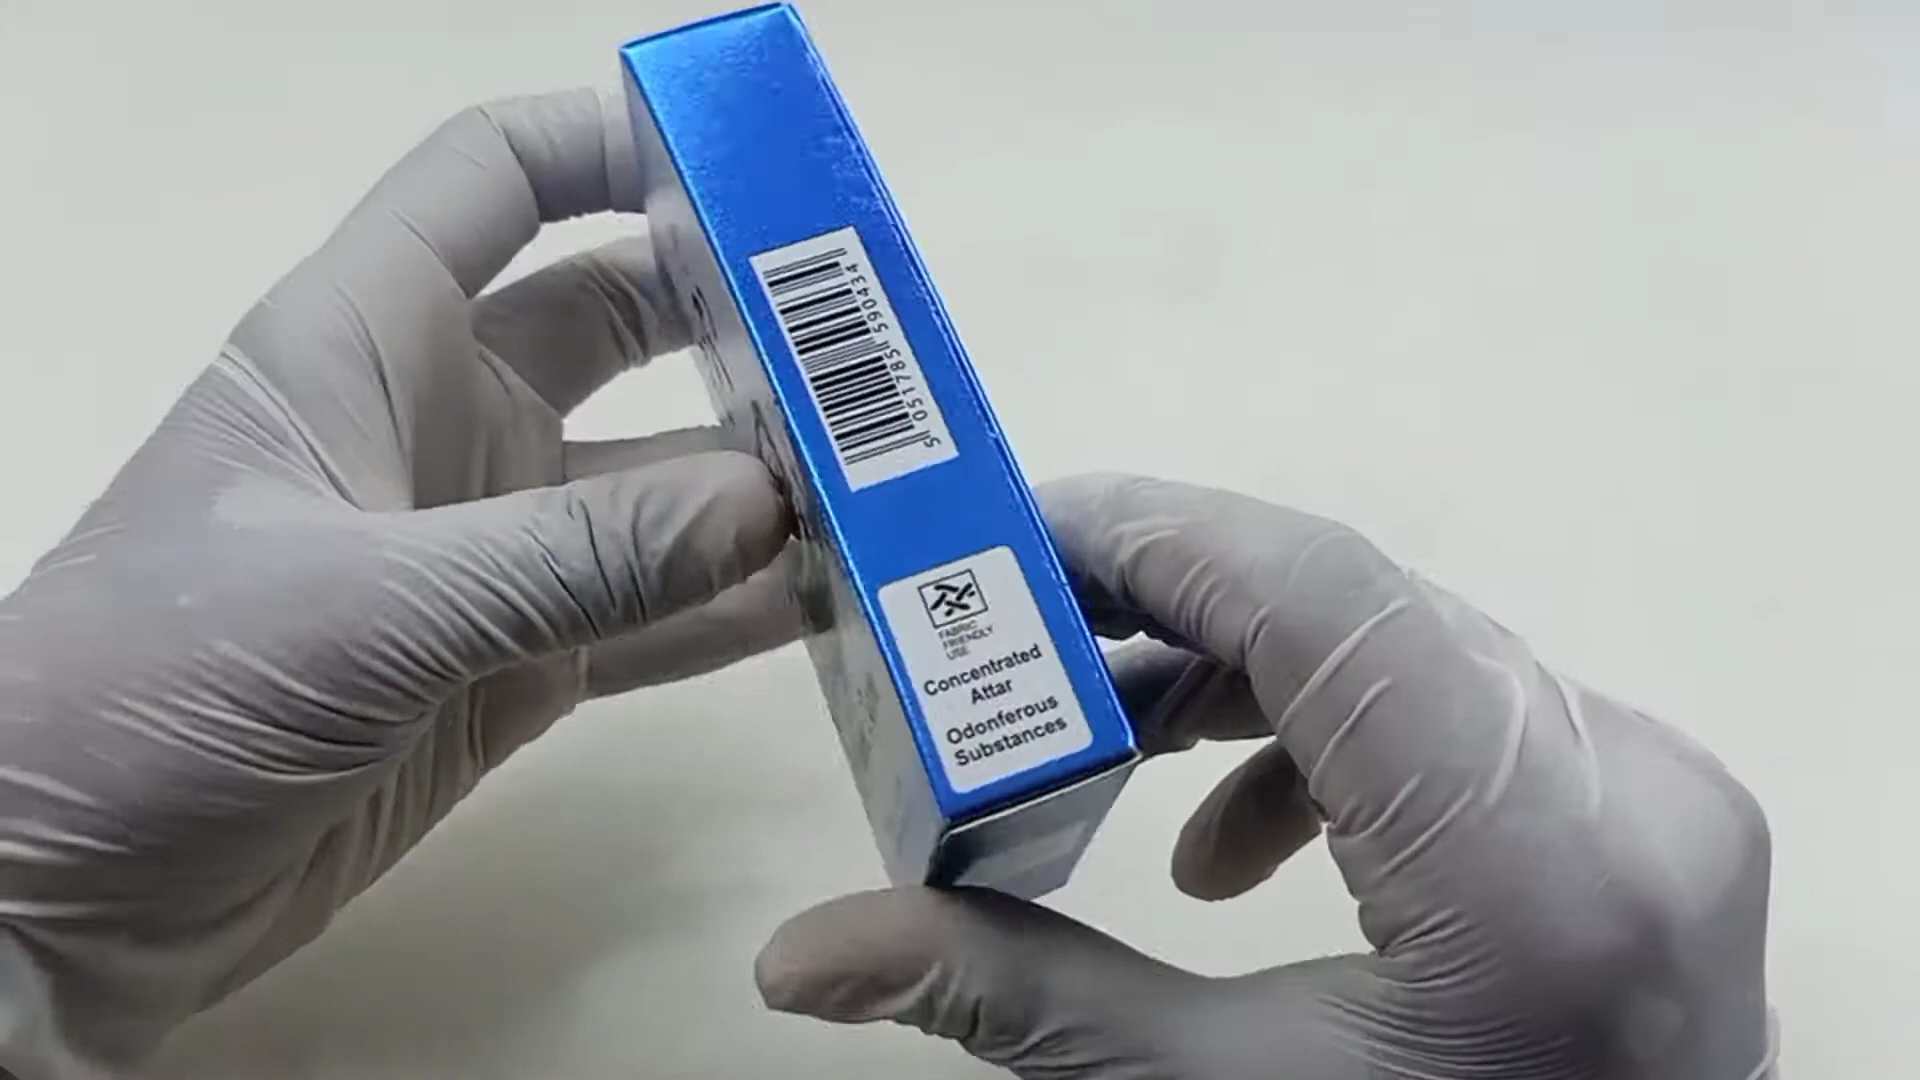 5 051785 590434
FABRIC
FRIENDLY
USE
Concentrated
Attar
Odonferous
Substances